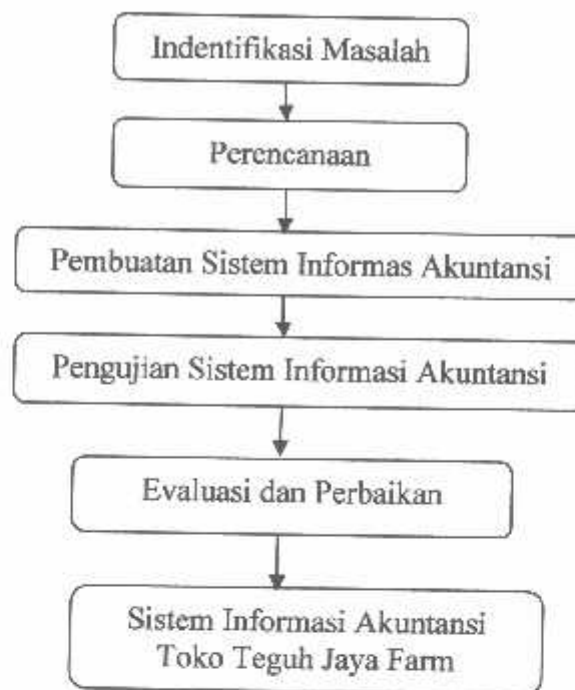 Indentifikasi Masalah
Perencanaan
Pembuatan Sistem Informas Akuntansi
Pengujian Sistem Informasi Akuntansi
Evaluasi dan Perbaikan
Sistem Informasi Akuntansi
Toko Teguh Jaya Farm